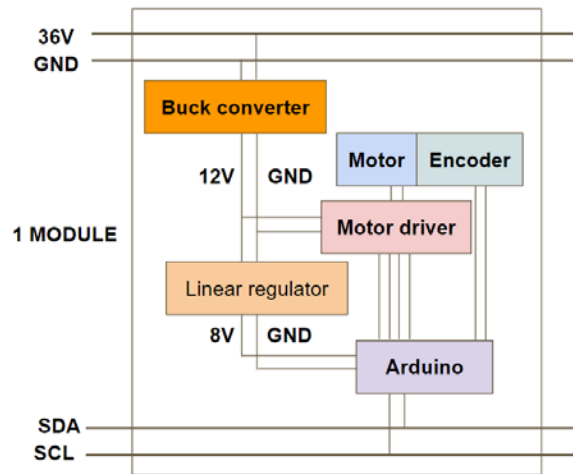 36V
GND
Buck converter
Motor
Encoder
12V
GND
1 MODULE
Motor driver
Linear regulator
8V
GND
Arduino
SDA
SCL